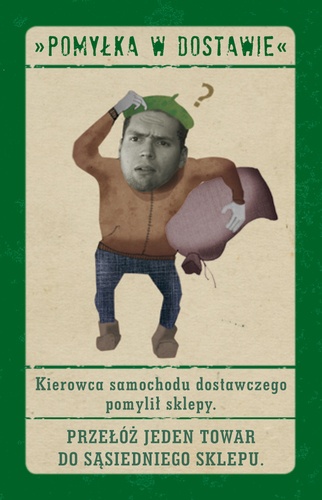 »POMYŁKA W DOSTAWIE«
?
Kierowca samochodu dostawczego
pomylił sklepy.
PRZEŁÓŻ JEDEN TOWAR
DO SĄSIEDNIEGO SKLEPU.